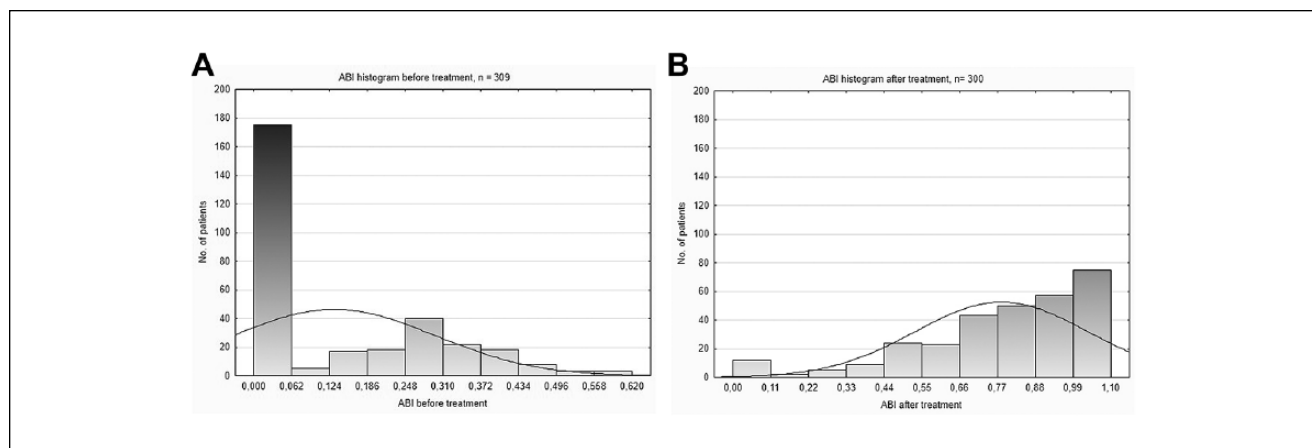 A
ABI histogram before treatment, n = 309
200
180
160
140
120
100
80
60
40
20
0
No. of patients
0,000 0,062 0,124 0,186 0,248 0,310 0,372 0,434 0,496 0,558 0,620
ABI before treatment
B
ABI histogram after treatment, n= 300
200
180
160
140
120
100
80
60
40
20
0
No. of patients
0,00 0,11 0,22 0,33 0,44 0,55 0,66 0,77 0,88 0,99 1,10
ABI after treatment